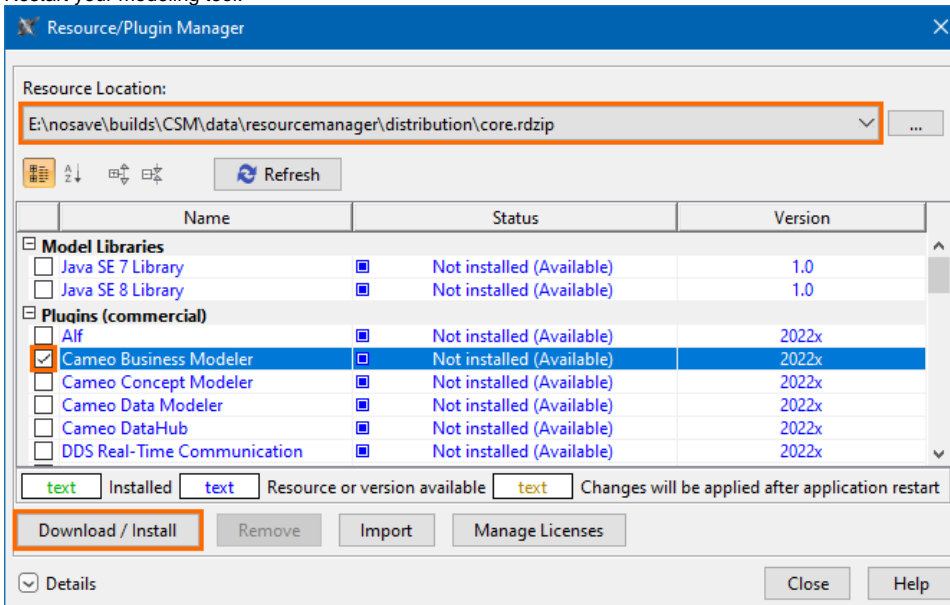 Restart your modeling tool.
Resource/Plugin Manager
Resource Location:
E:\nosave\builds\CSM\data\resourcemanager\distribution\core.rdzip
...
Refresh
Name Status Version
Model Libraries
Java SE 7 Library Not installed (Available) 1.0
Java SE 8 Library Not installed (Available) 1.0
Plugins (commercial)
Alf Not installed (Available) 2022x
Cameo Business Modeler Not installed (Available) 2022x
Cameo Concept Modeler Not installed (Available) 2022x
Cameo Data Modeler Not installed (Available) 2022x
Cameo DataHub Not installed (Available) 2022x
DDS Real-Time Communication Not installed (Available) 2022x
text Installed text Resource or version available text Changes will be applied after application restart
Download / Install Remove Import Manage Licenses
Details Close Help